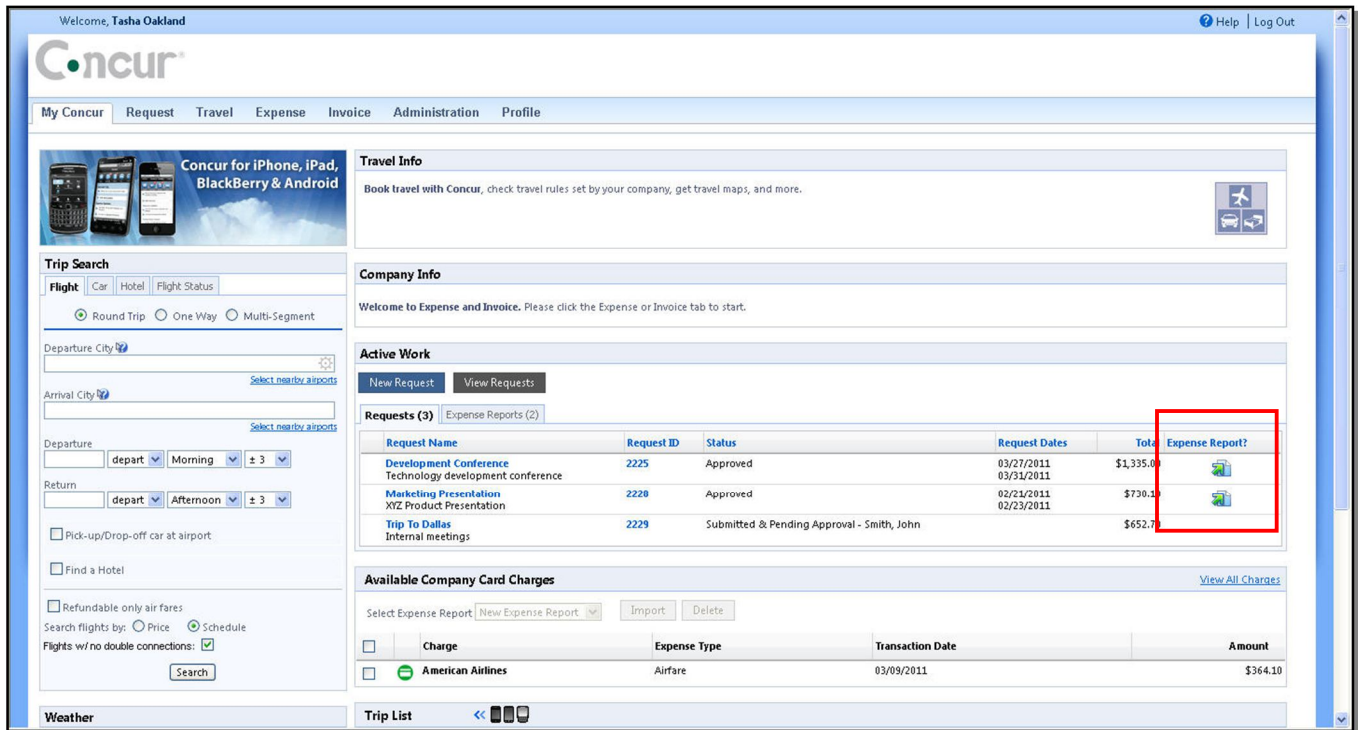 Welcome, Tasha Oakland
Help | Log Out
Concur
My Concur Request Travel Expense Invoice Administration Profile
Concur for iPhone, iPad,
BlackBerry & Android
Trip Search
Flight Car Hotel Flight Status
Round Trip One Way Multi-Segment
Departure City
Select nearby airports
Arrival City
Select nearby airports
Departure
depart Morning ± 3
Return
depart Afternoon ± 3
Pick-up/Drop-off car at airport
Find a Hotel
Refundable only air fares
Search flights by: Price Schedule
Flights w/ no double connections:
Search
Weather
Travel Info
Book travel with Concur, check travel rules set by your company, get travel maps, and more.
Company Info
Welcome to Expense and Invoice. Please click the Expense or Invoice tab to start.
Active Work
New Request View Requests
Requests (3) Expense Reports (2)
Request Name Request ID Status Request Dates Total Expense Report?
Development Conference 2225 Approved 03/27/2011 $1,335.00
Technology development conference 03/31/2011
Marketing Presentation 2228 Approved 02/21/2011 $730.10
XYZ Product Presentation 02/23/2011
Trip To Dallas 2229 Submitted & Pending Approval - Smith, John
Internal meetings
Available Company Card Charges View All Charges
Select Expense Report New Expense Report Import Delete
Charge Expense Type Transaction Date Amount
American Airlines Airfare 03/09/2011 $364.10
Trip List